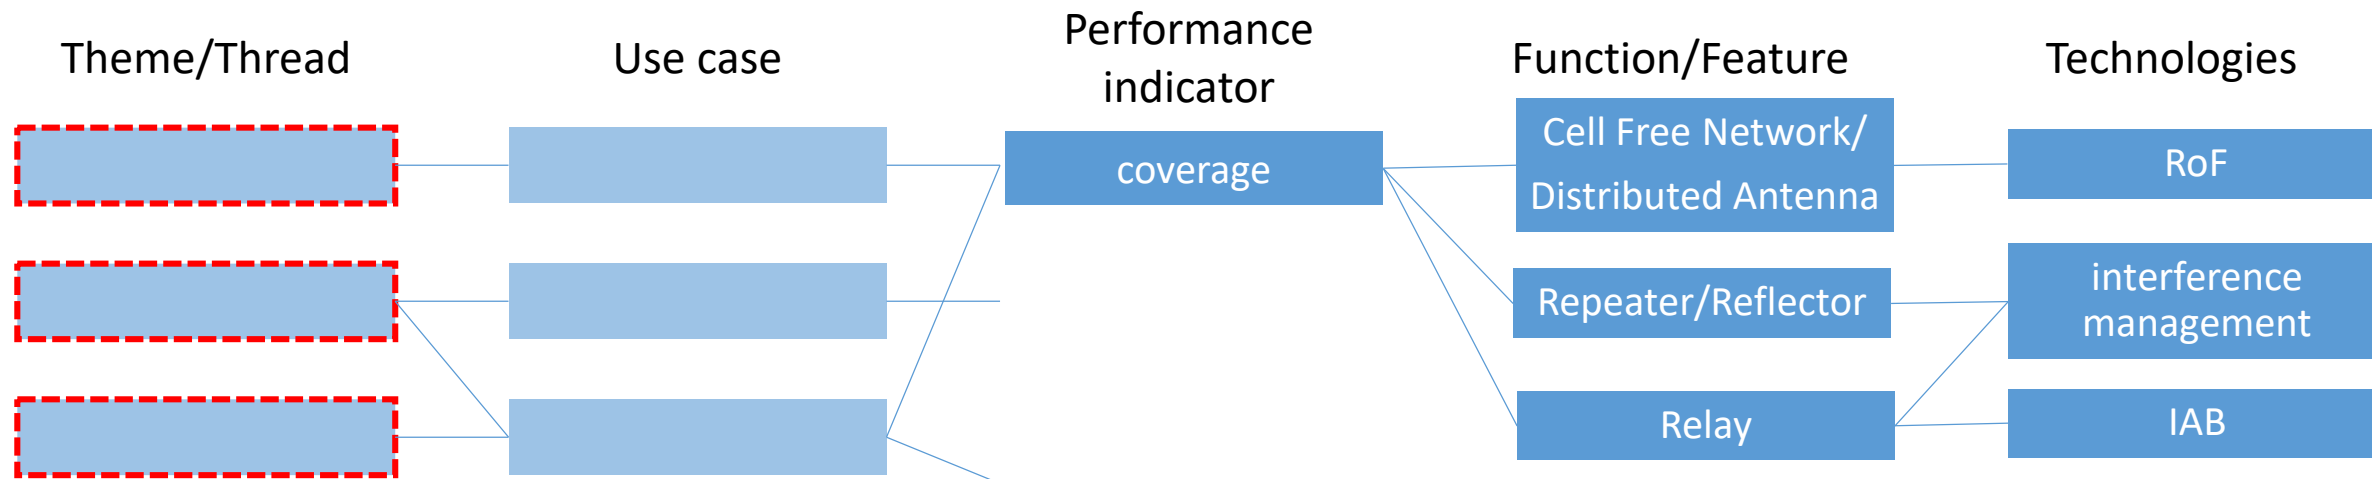 Theme/Thread
Use case
Performance
indicator
Function/Feature
Technologies
coverage
Cell Free Network/
Distributed Antenna
RoF
Repeater/Reflector
interference
management
Relay
IAB